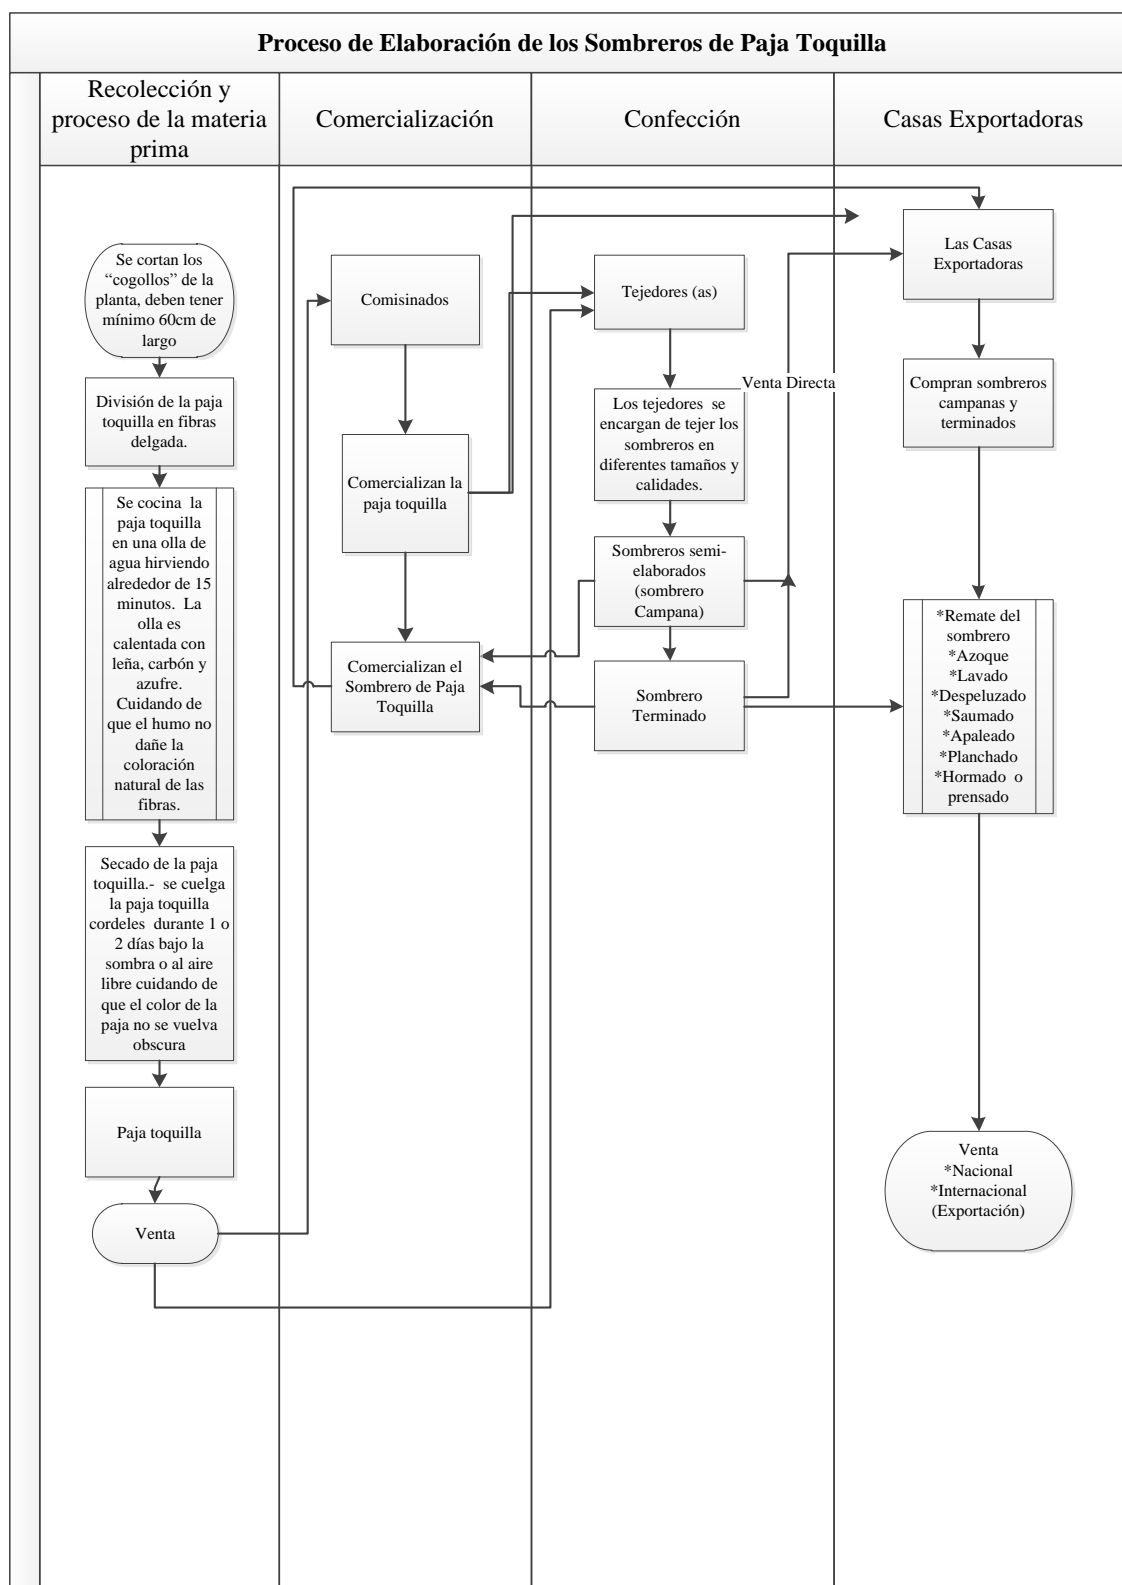 Proceso de Elaboración de los Sombreros de Paja Toquilla
Recolección y
proceso de la materia
prima
Comercialización
Confección
Casas Exportadoras
Se cortan los
“cogollos” de la
planta, deben tener
mínimo 60cm de
largo
División de la paja
toquilla en fibras
delgada.
Se cocina la
paja toquilla
en una olla de
agua hirviendo
alrededor de 15
minutos. La
olla es
calentada con
leña, carbón y
azufre.
Cuidando de
que el humo no
dañe la
coloración
natural de las
fibras.
Secado de la paja
toquilla.- se cuelga
la paja toquilla
cordeles durante 1 o
2 días bajo la
sombra o al aire
libre cuidando de
que el color de la
paja no se vuelva
obscura
Paja toquilla
Venta
Comisinados
Comercializan la
paja toquilla
Comercializan el
Sombrero de Paja
Toquilla
Tejedores (as)
Los tejedores se
encargan de tejer los
sombreros en
diferentes tamaños y
calidades.
Sombreros semi-
elaborados
(sombrero
Campana)
Sombrero
Terminado
Venta Directa
Las Casas
Exportadoras
Compran sombreros
campanas y
terminados
*Remate del
sombrero
*Azoque
*Lavado
*Despeluzado
*Saumado
*Apaleado
*Planchado
*Hormado o
prensado
Venta
*Nacional
*Internacional
(Exportación)